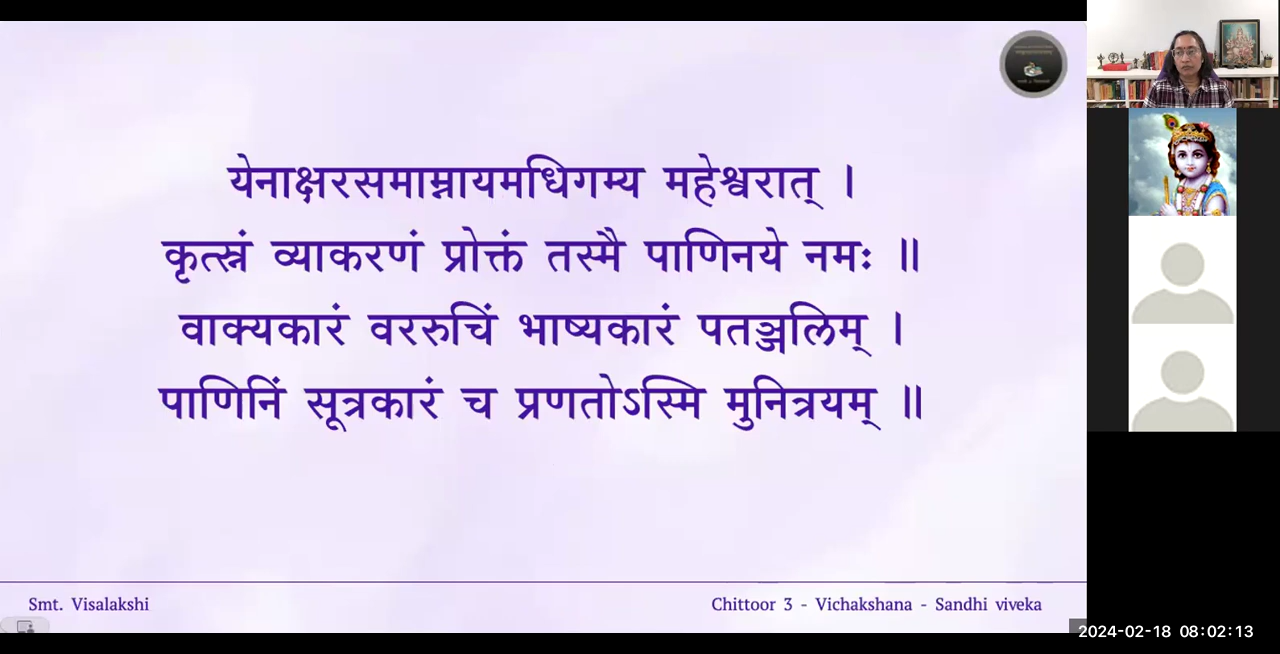 येनाक्षरसमाम्नायमधिगम्य महेश्वरात् ।
कृत्स्नं व्याकरणं प्रोक्तं तस्मै पाणिनये नमः ॥
वाक्यकारं वररुचिं भाष्यकारं पतञ्जलिम् ।
पाणिनिं सूत्रकारं च प्रणतोऽस्मि मुनित्रयम् ॥
Smt. Visalakshi
Chittoor 3 - Vichakshana - Sandhi viveka
2024-02-18 08:02:13